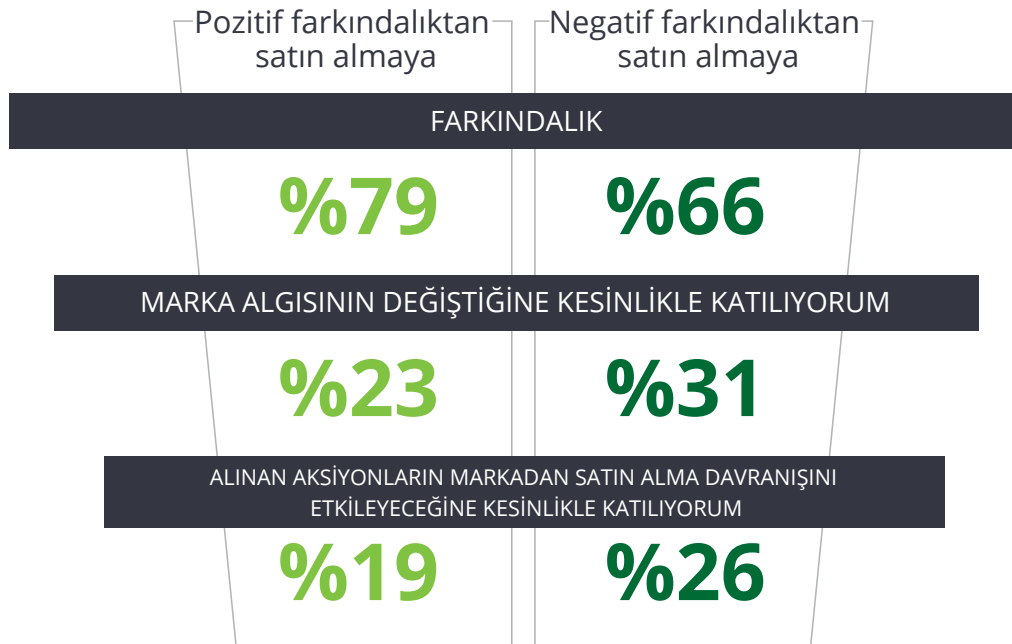 Pozitif farkındalıktan
satın almaya
Negatif farkındalıktan
satın almaya
FARKINDALIK
%79
%66
MARKA ALGISININ DEĞİŞTİĞİNE KESİNLİKLE KATILIYORUM
%23
%31
ALINAN AKSİYONLARIN MARKADAN SATIN ALMA DAVRANIŞINI
ETKİLEYECEĞİNE KESİNLİKLE KATILIYORUM
%19
%26